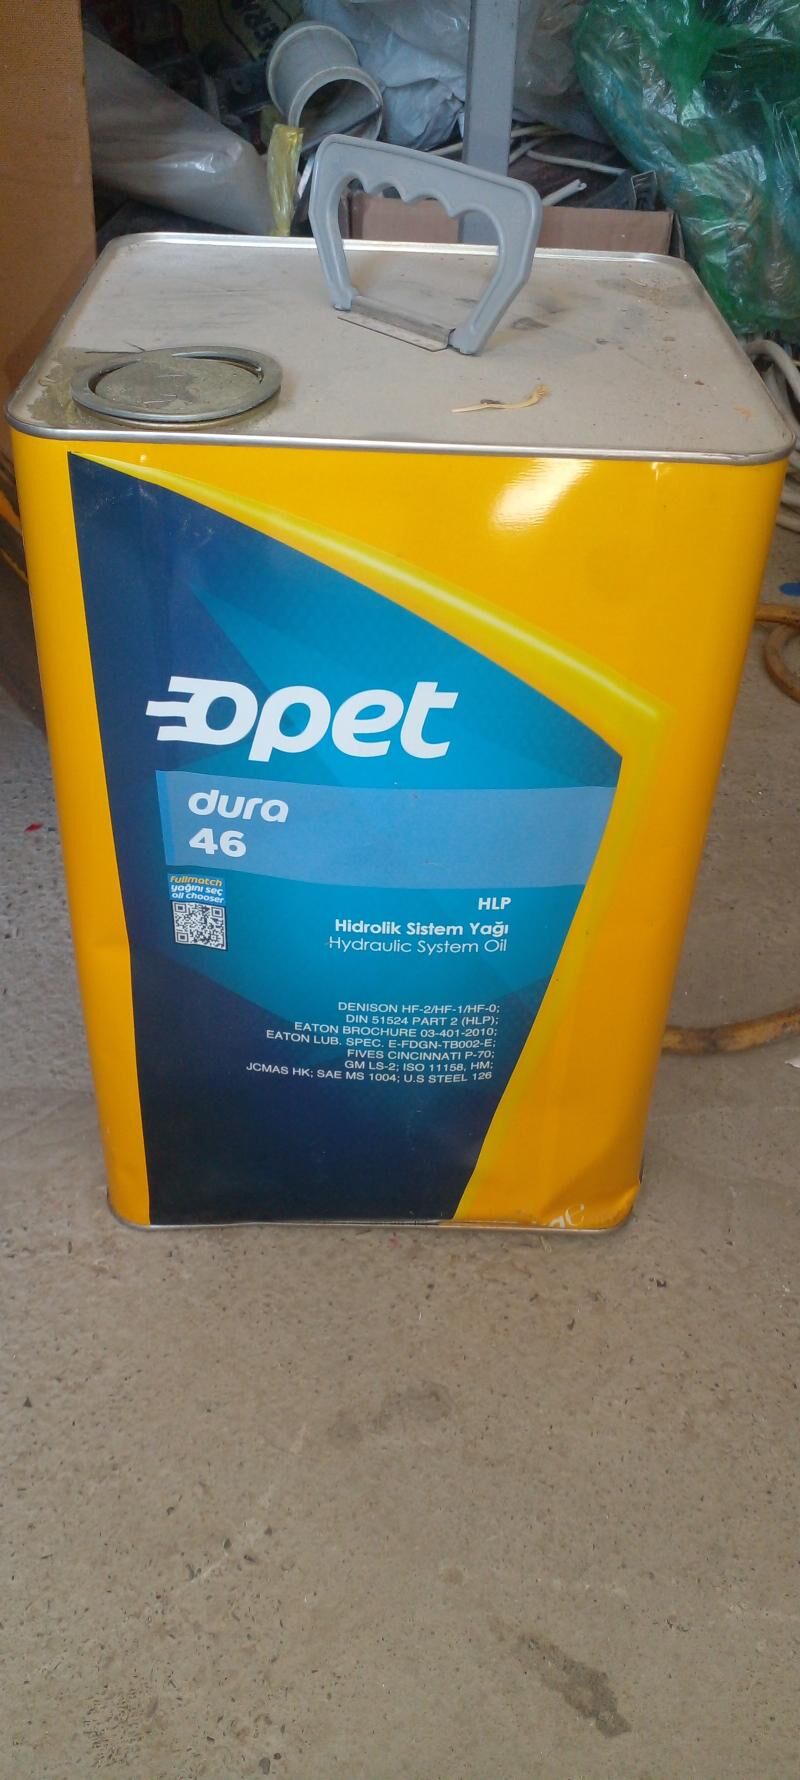 opet
dura
46
Fullmatch
yağını seç
oil chooser
HLP
Hidrolik Sistem Yağı
Hydraulic System Oil
DENISON HF-2/HF-1/HF-0;
DIN 51524 PART 2 (HLP);
EATON BROCHURE 03-401-2010;
EATON LUB. SPEC. E-FDGN-TB002-E;
FIVES CINCINNATI P-70;
GM LS-2; ISO 11158, HM;
JCMAS HK; SAE MS 1004; U.S STEEL 126